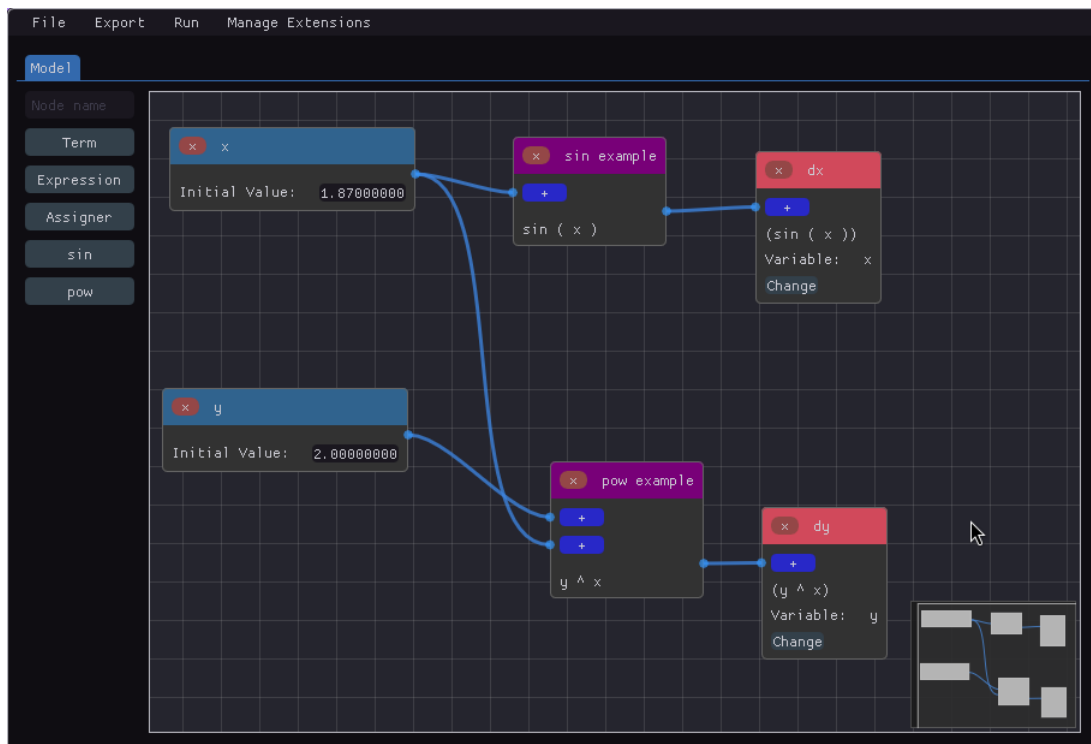 File Export Run Manage Extensions
Model
Node name
Term
Expression
Assigner
sin
pow
× x
Initial Value: 1.87000000
× sin example
+
sin ( x )
× dx
+
(sin ( x ))
Variable: x
Change
× y
Initial Value: 2.00000000
× pow example
+
+
y ^ x
× dy
+
(y ^ x)
Variable: y
Change